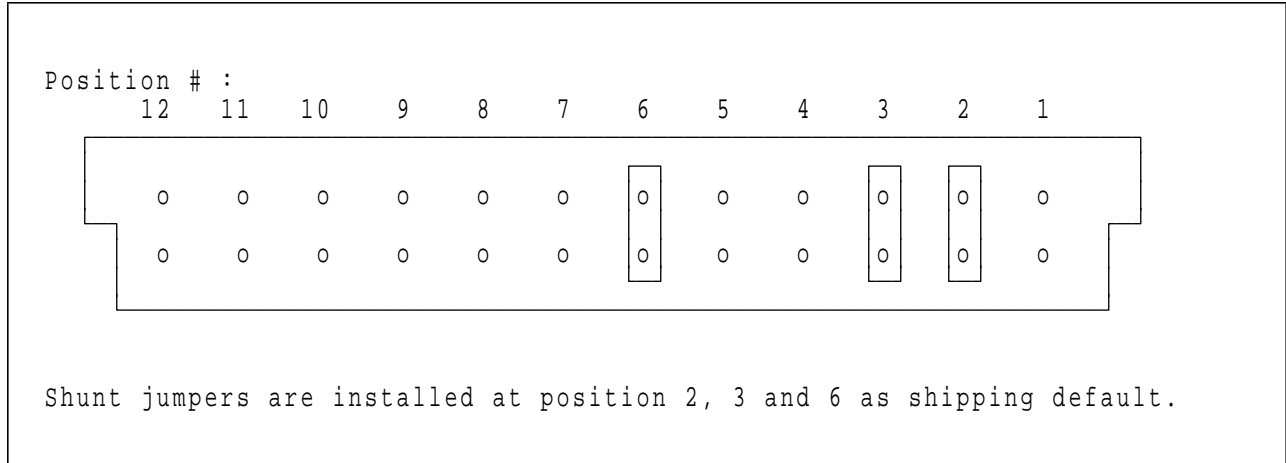 Position # :
12 11 10 9 8 7 6 5 4 3 2 1
o o o o o o o o o o o o
o o o o o o o o o o o o
Shunt jumpers are installed at position 2, 3 and 6 as shipping default.